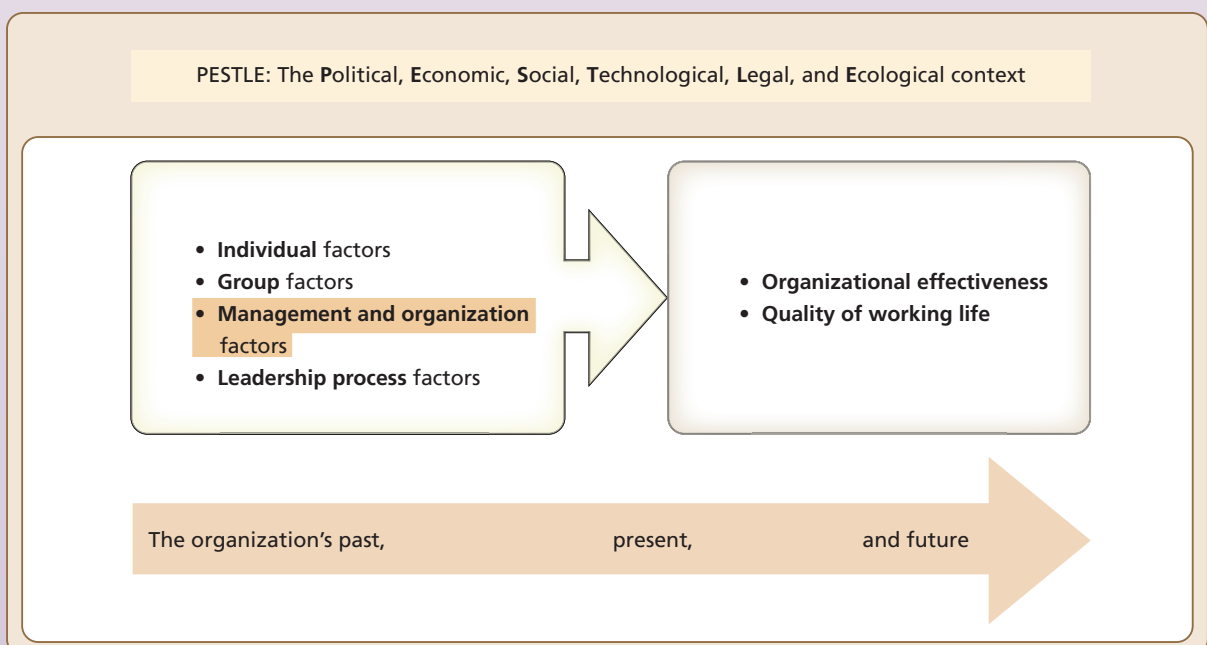 PESTLE: The Political, Economic, Social, Technological, Legal, and Ecological context
• Individual factors
• Group factors
• Management and organization
factors
• Leadership process factors
• Organizational effectiveness
• Quality of working life
The organization’s past, present, and future